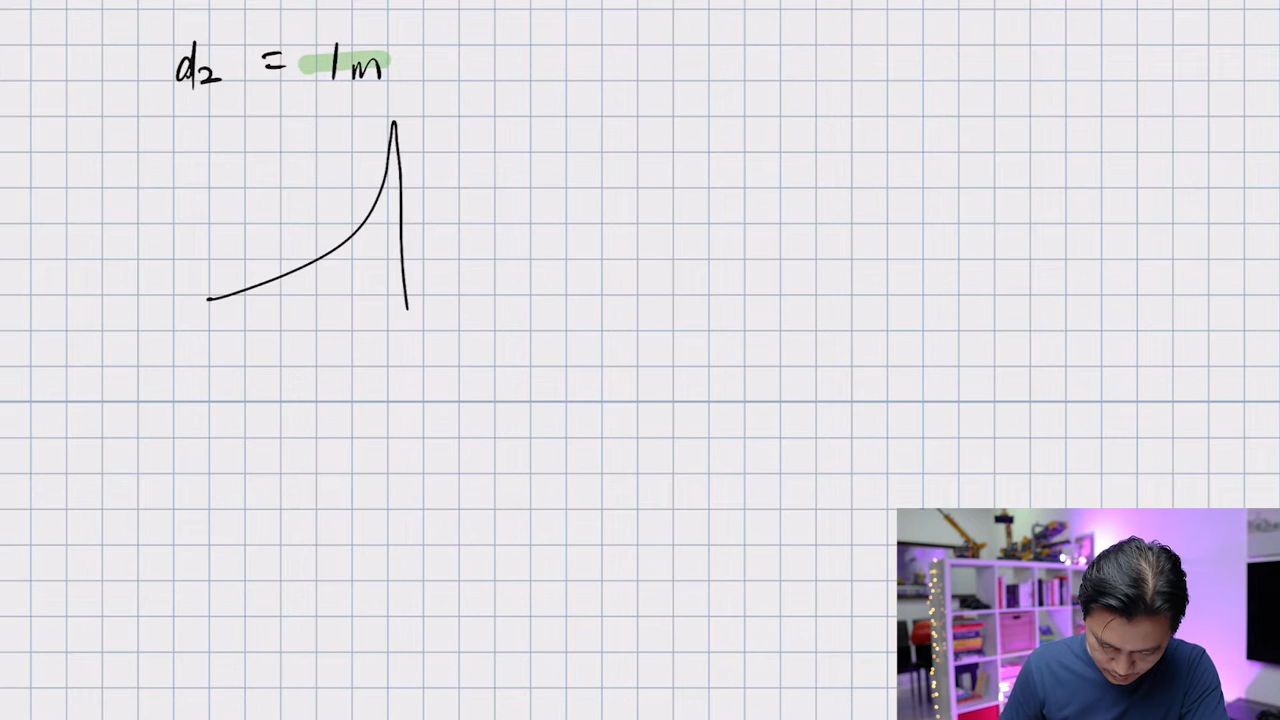 d₂ = 1m